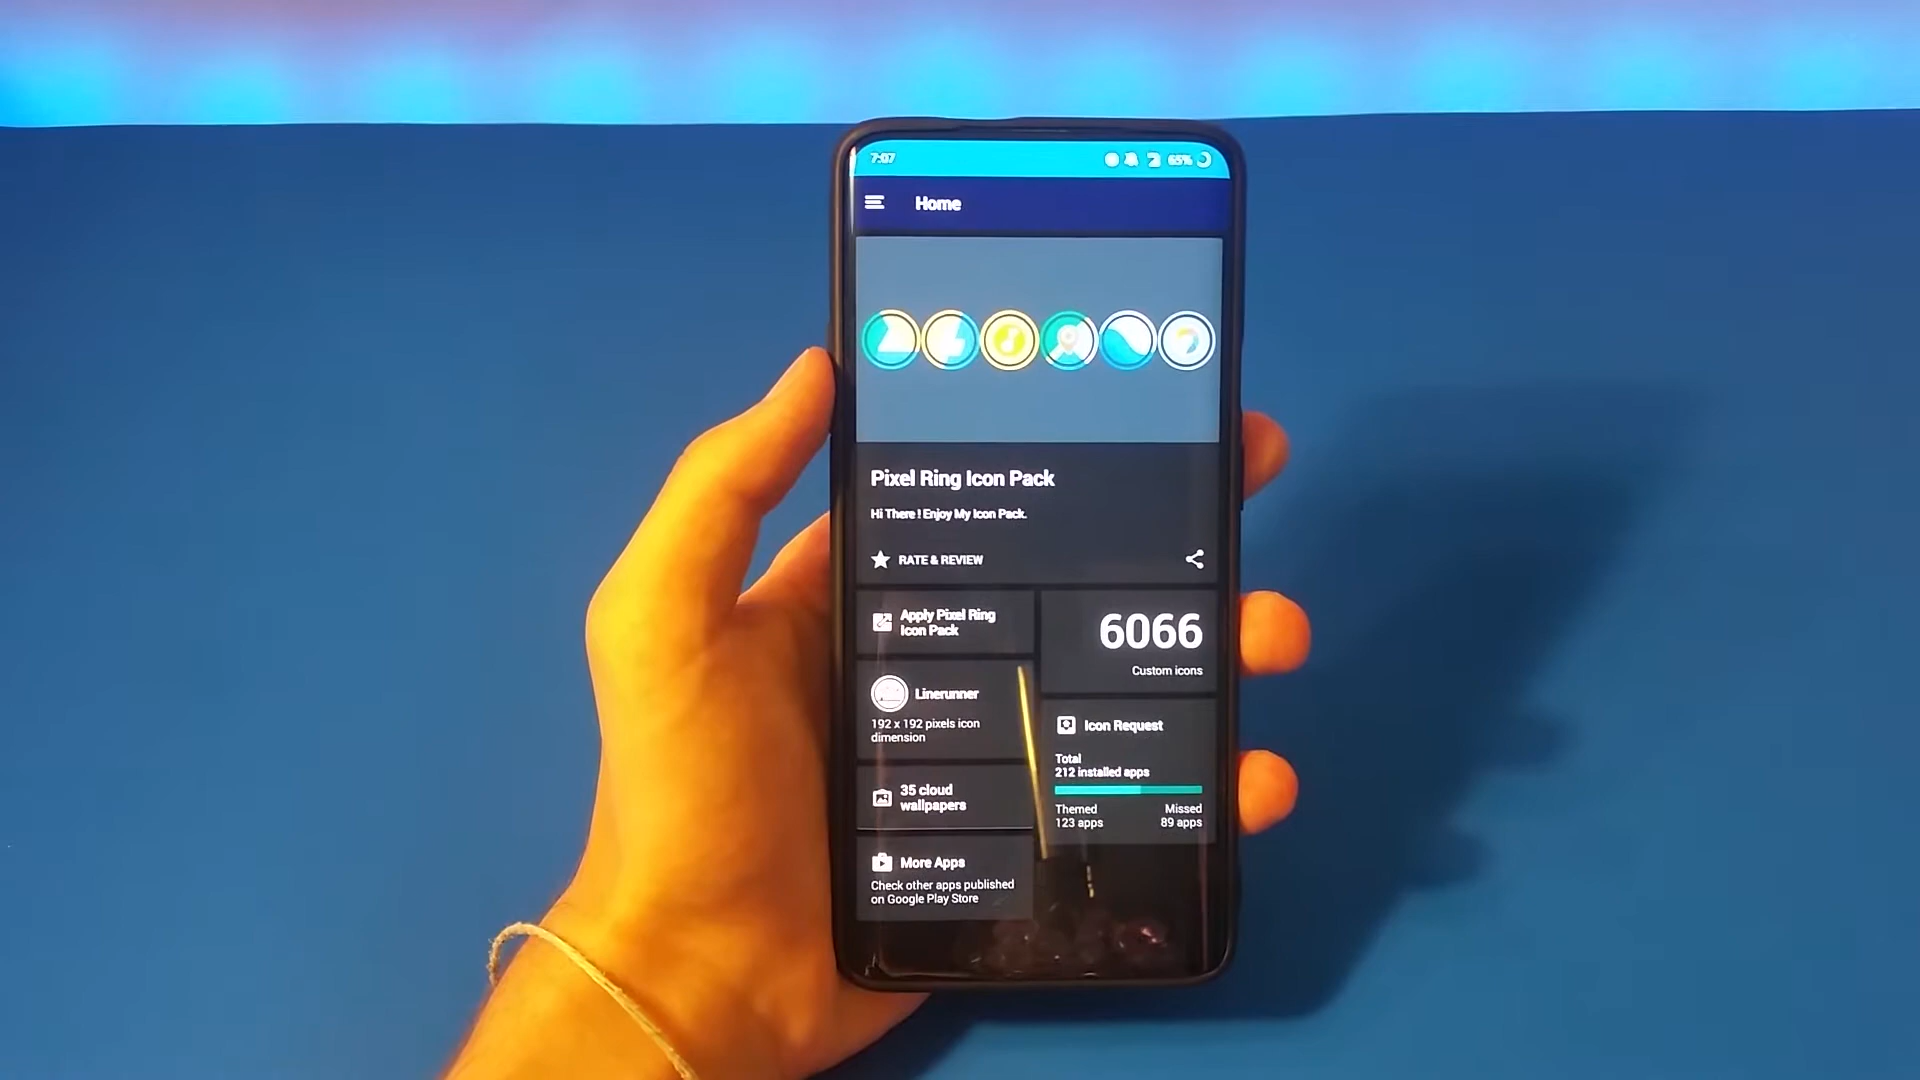 7:07
65%
Home
Pixel Ring Icon Pack
Hi There ! Enjoy My Icon Pack.
RATE & REVIEW
Apply Pixel Ring
Icon Pack
6066
Custom icons
Linerunner
192 x 192 pixels icon
dimension
Icon Request
Total
212 installed apps
Themed
Missed
123 apps
89 apps
35 cloud
wallpapers
More Apps
Check other apps published
on Google Play Store